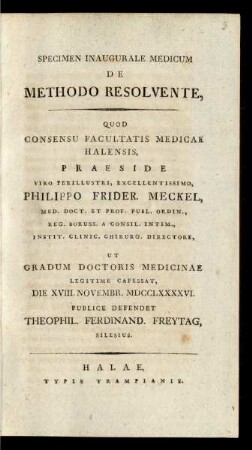 SPECIMEN INAUGURALE MEDICUM
DE
METHODO RESOLVENTE,
QUOD
CONSENSU FACULTATIS MEDICAE
HALENSIS,
PRAESIDE
VIRO PERILLUSTRI, EXCELLENTISSIMO,
PHILIPPO FRIDER. MECKEL,
MED. DOCT. ET PROF. PUBL. ORDIN.,
REG. BORUSS. A CONSIL. INTIM.,
INSTIT. CLINIC. CHIRURG. DIRECTORE,
UT
GRADUM DOCTORIS MEDICINAE
LEGITIME CAPESSAT,
DIE XVIII. NOVEMBR. MDCCLXXXXVI.
PUBLICE DEFENDET
THEOPHIL. FERDINAND. FREYTAG,
SILESIUS.
HALAE,
TYPIS TRAMPIANIS.